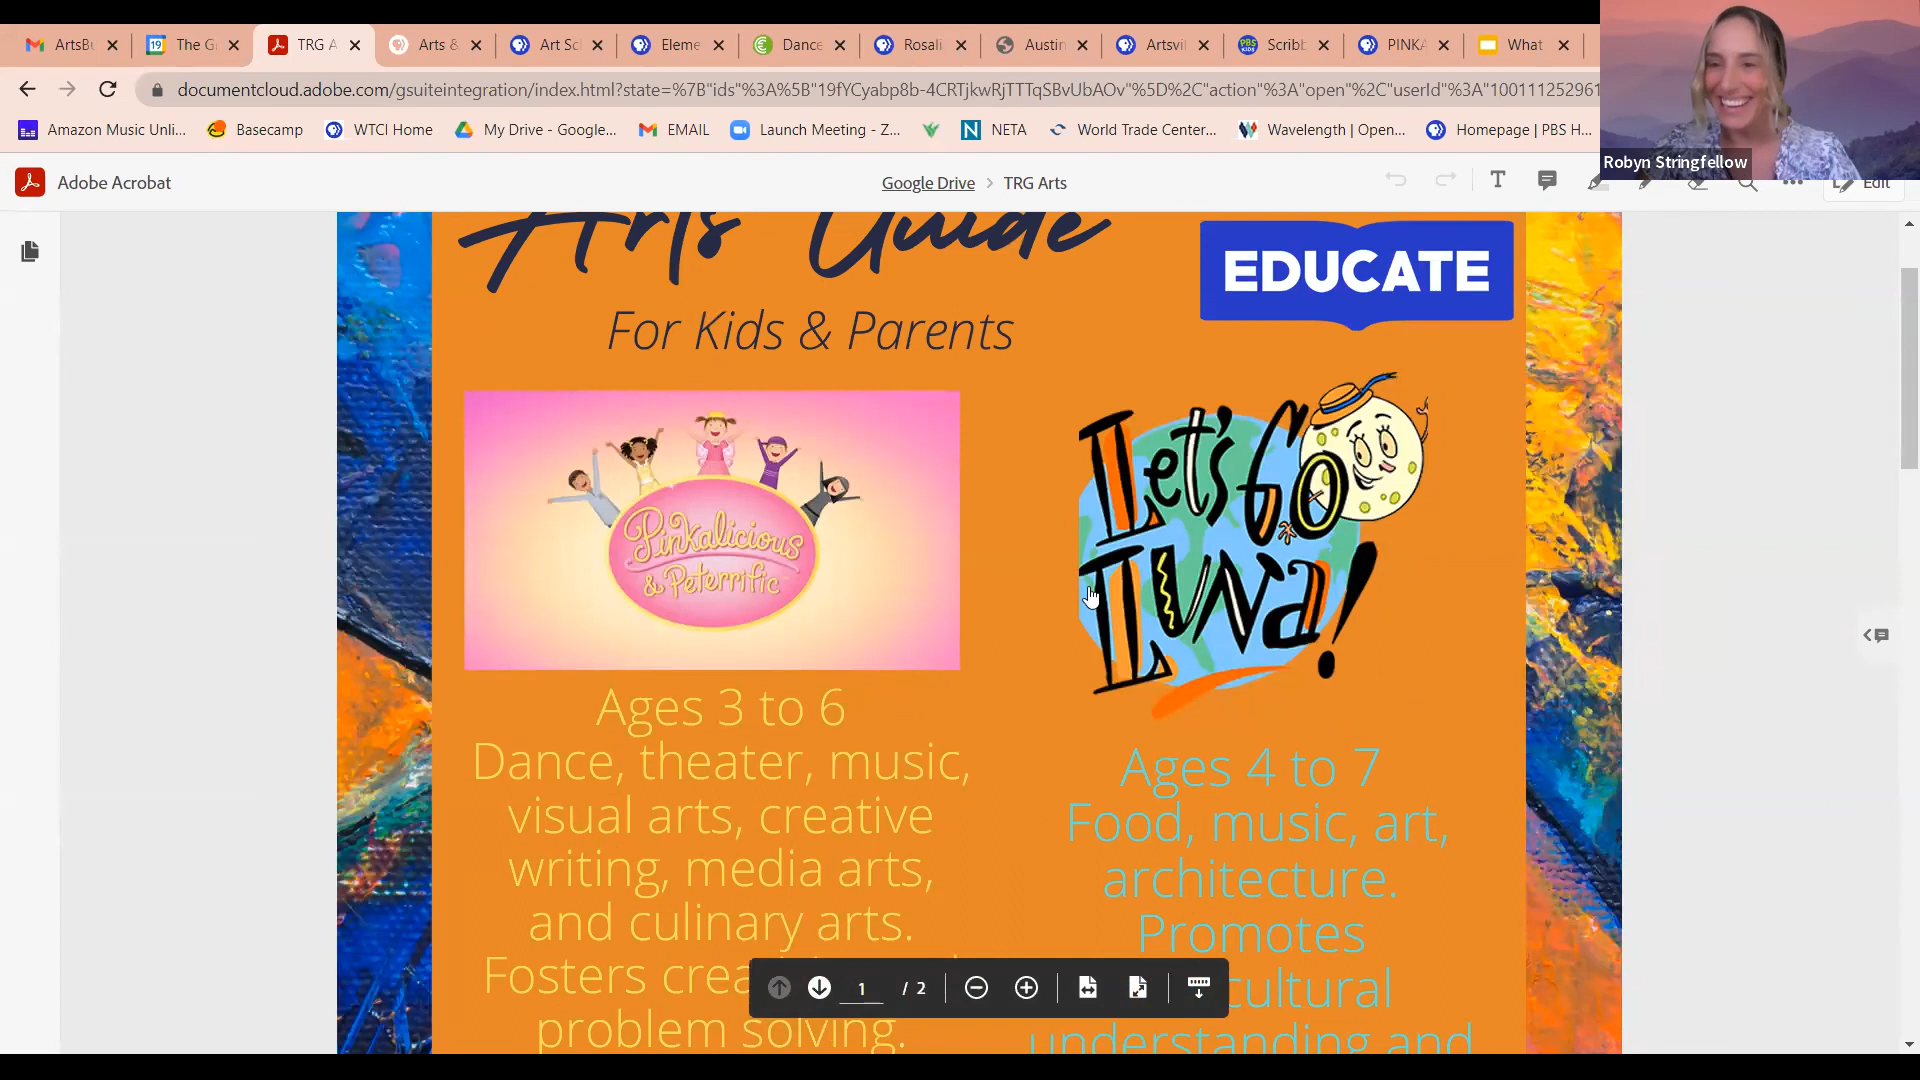 ArtsBu
19
The G
TRG A
Arts &
Art Sc
Eleme
Dance
Rosali
Austin
Artsvil
Scribb
PINKA
What
documentcloud.adobe.com/gsuiteintegration/index.html?state=%7B"ids"%3A%5B"19fYCyabp8b-4CRTjkwRjTTTqSBvUbAOv"%5D%2C"action"%3A"open"%2C"userId"%3A"100111252961
Amazon Music Unli...
Basecamp
WTCI Home
My Drive - Google...
EMAIL
Launch Meeting - Z...
NETA
World Trade Center...
Wavelength | Open...
Homepage | PBS H...
Robyn Stringfellow
Adobe Acrobat
Google Drive > TRG Arts
Edit
Arts Guide
EDUCATE
For Kids & Parents
Pinkalicious
& Peterrific
Let's Go
Luna!
Ages 3 to 6
Dance, theater, music,
visual arts, creative
writing, media arts,
and culinary arts.
Fosters crea
problem solving.
Ages 4 to 7
Food, music, art,
architecture.
Promotes
cultural
understanding and
1 / 2